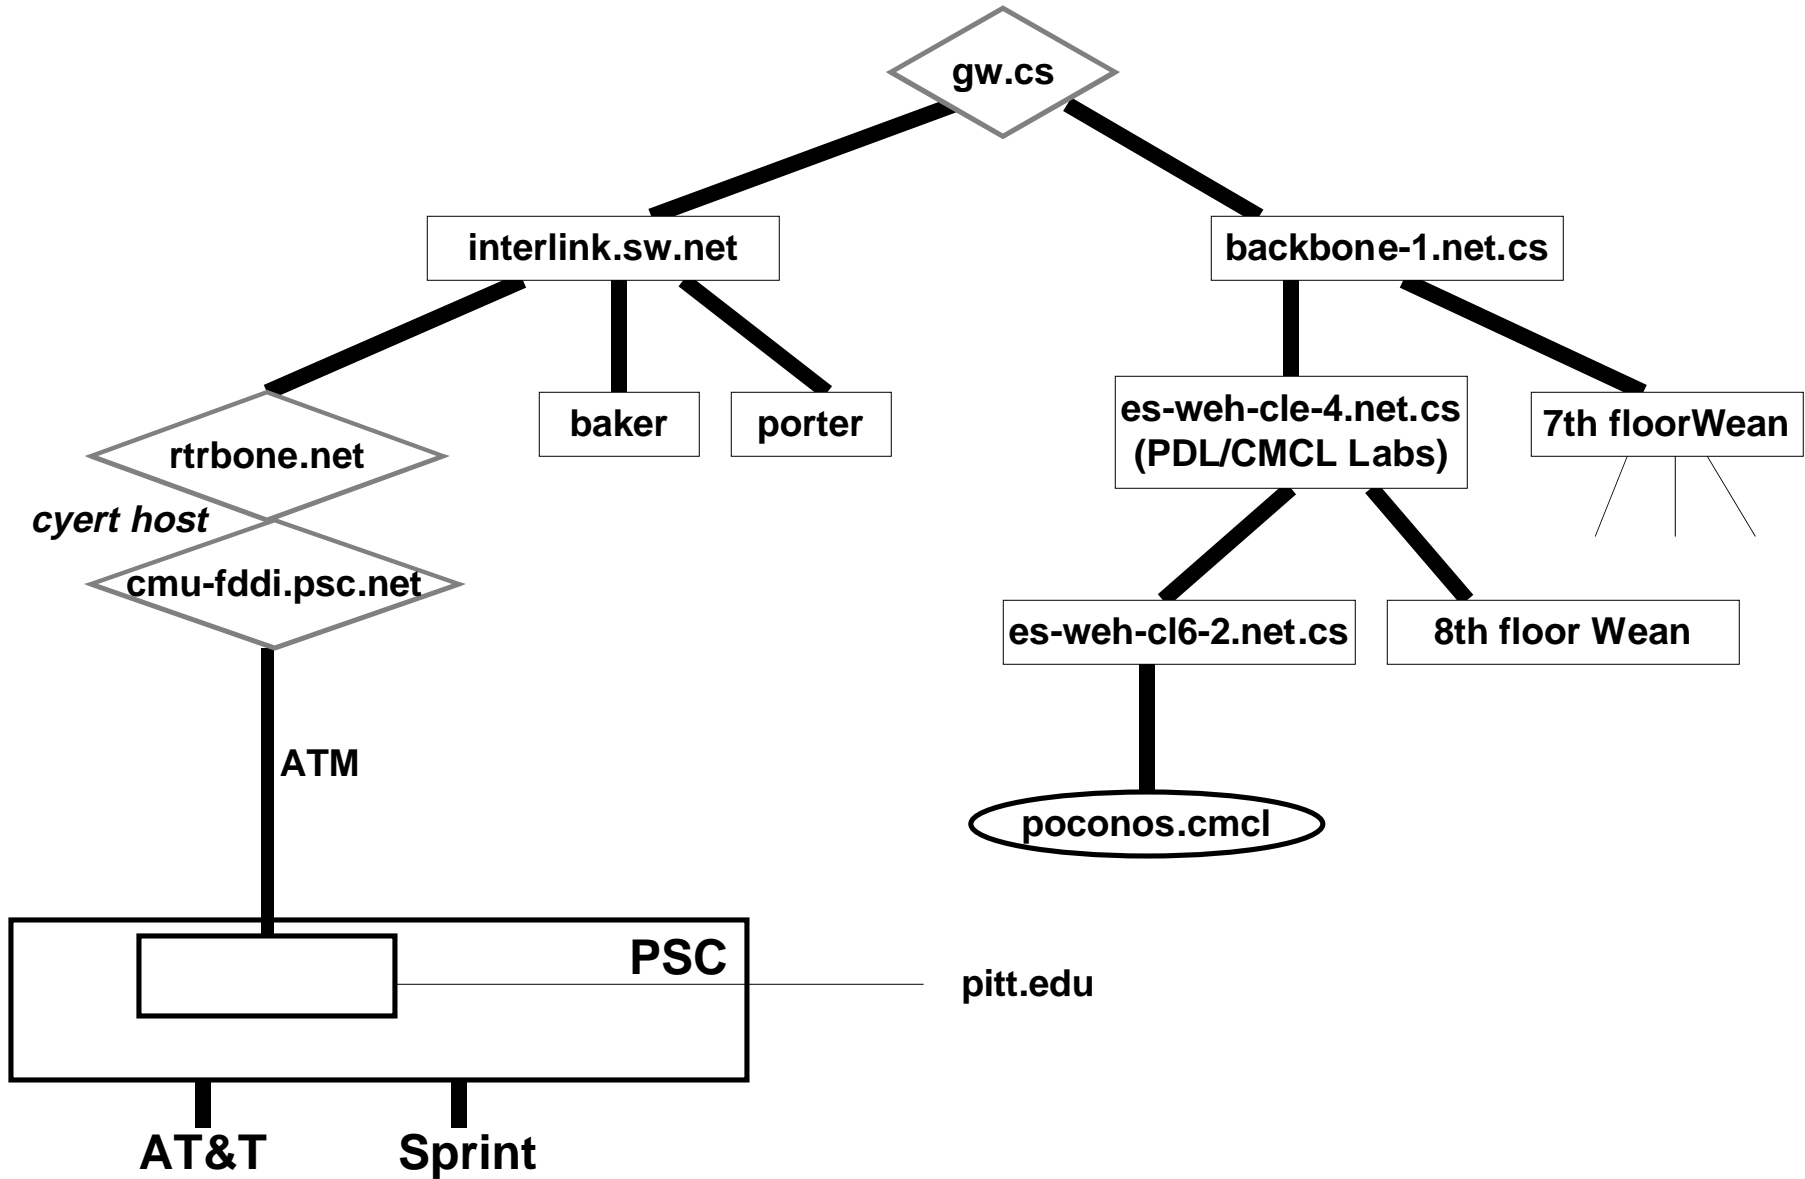 gw.cs
interlink.sw.net
backbone-1.net.cs
es-weh-cle-4.net.cs
(PDL/CMCL Labs)
baker
porter
7th floorWean
rtrbone.net
cyert host
cmu-fddi.psc.net
es-weh-cl6-2.net.cs
8th floor Wean
ATM
poconos.cmcl
PSC
pitt.edu
AT&T
Sprint